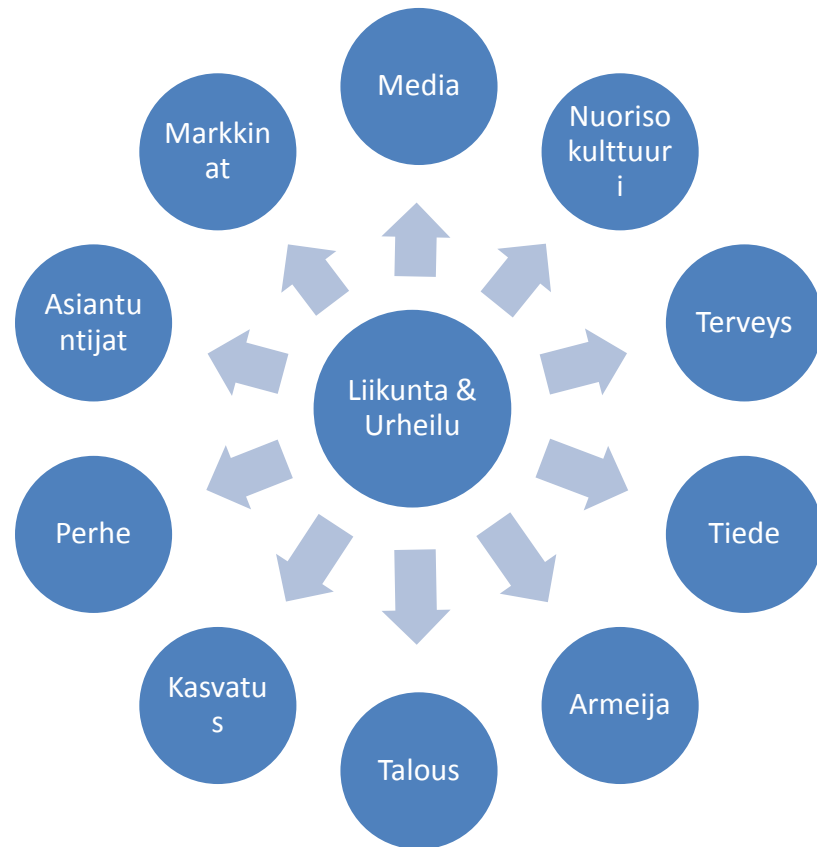 Media
Nuoriso
kulttuur
i
Markkin
at
Terveys
Asiantu
ntijat
Liikunta &
Urheilu
Perhe
Tiede
Kasvatu
s
Armeija
Talous